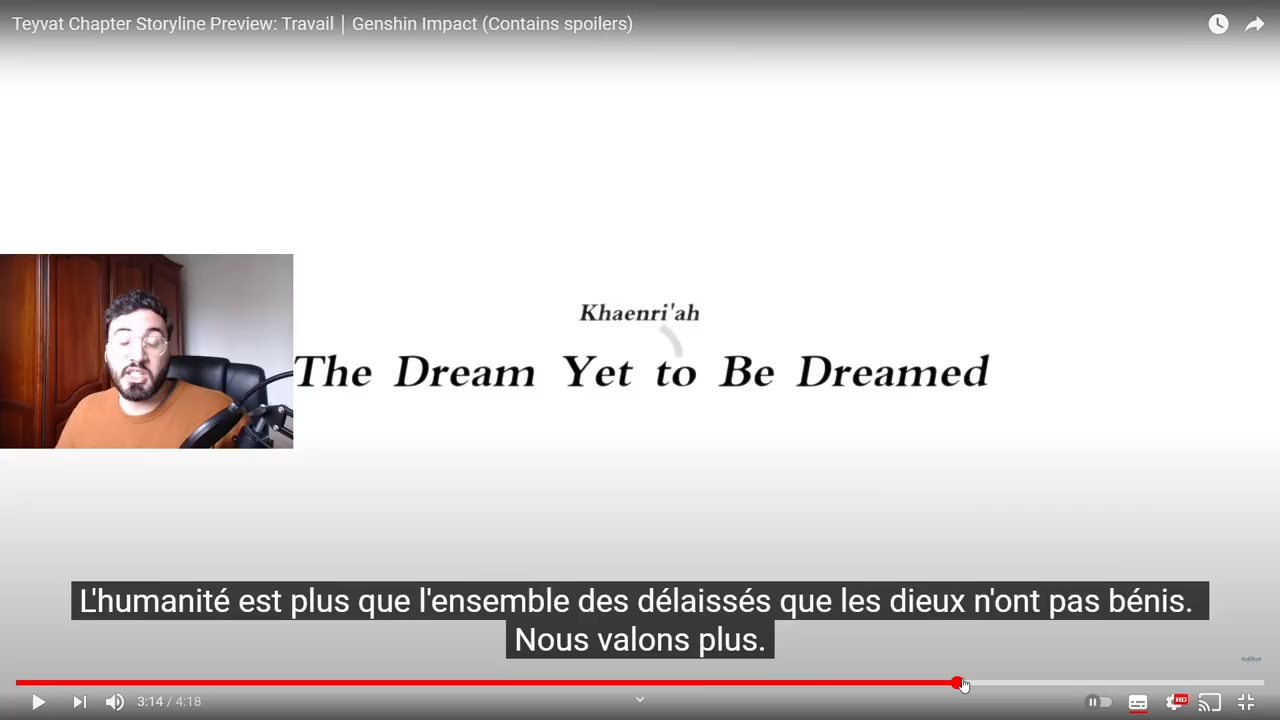 Teyvat Chapter Storyline Preview: Travail | Genshin Impact (Contains spoilers)
Khaenri'ah
The Dream Yet to Be Dreamed
L'humanité est plus que l'ensemble des délaissés que les dieux n'ont pas bénis.
Nous valons plus.
3:14 / 4:18
HD